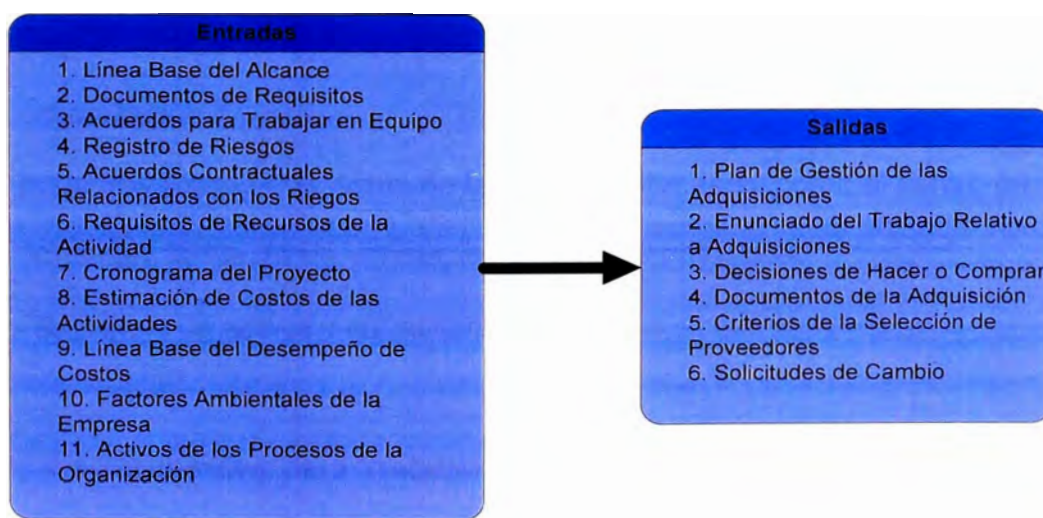 Entradas
1. Línea Base del Alcance
2. Documentos de Requisitos
3. Acuerdos para Trabajar en Equipo
4. Registro de Riesgos
5. Acuerdos Contractuales
Relacionados con los Riegos
6. Requisitos de Recursos de la
Actividad
7. Cronograma del Proyecto
8. Estimación de Costos de las
Actividades
9. Línea Base del Desempeño de
Costos
10. Factores Ambientales de la
Empresa
11. Activos de los Procesos de la
Organización
Salidas
1. Plan de Gestión de las
Adquisiciones
2. Enunciado del Trabajo Relativo
a Adquisiciones
3. Decisiones de Hacer o Comprar
4. Documentos de la Adquisición
5. Criterios de la Selección de
Proveedores
6. Solicitudes de Cambio